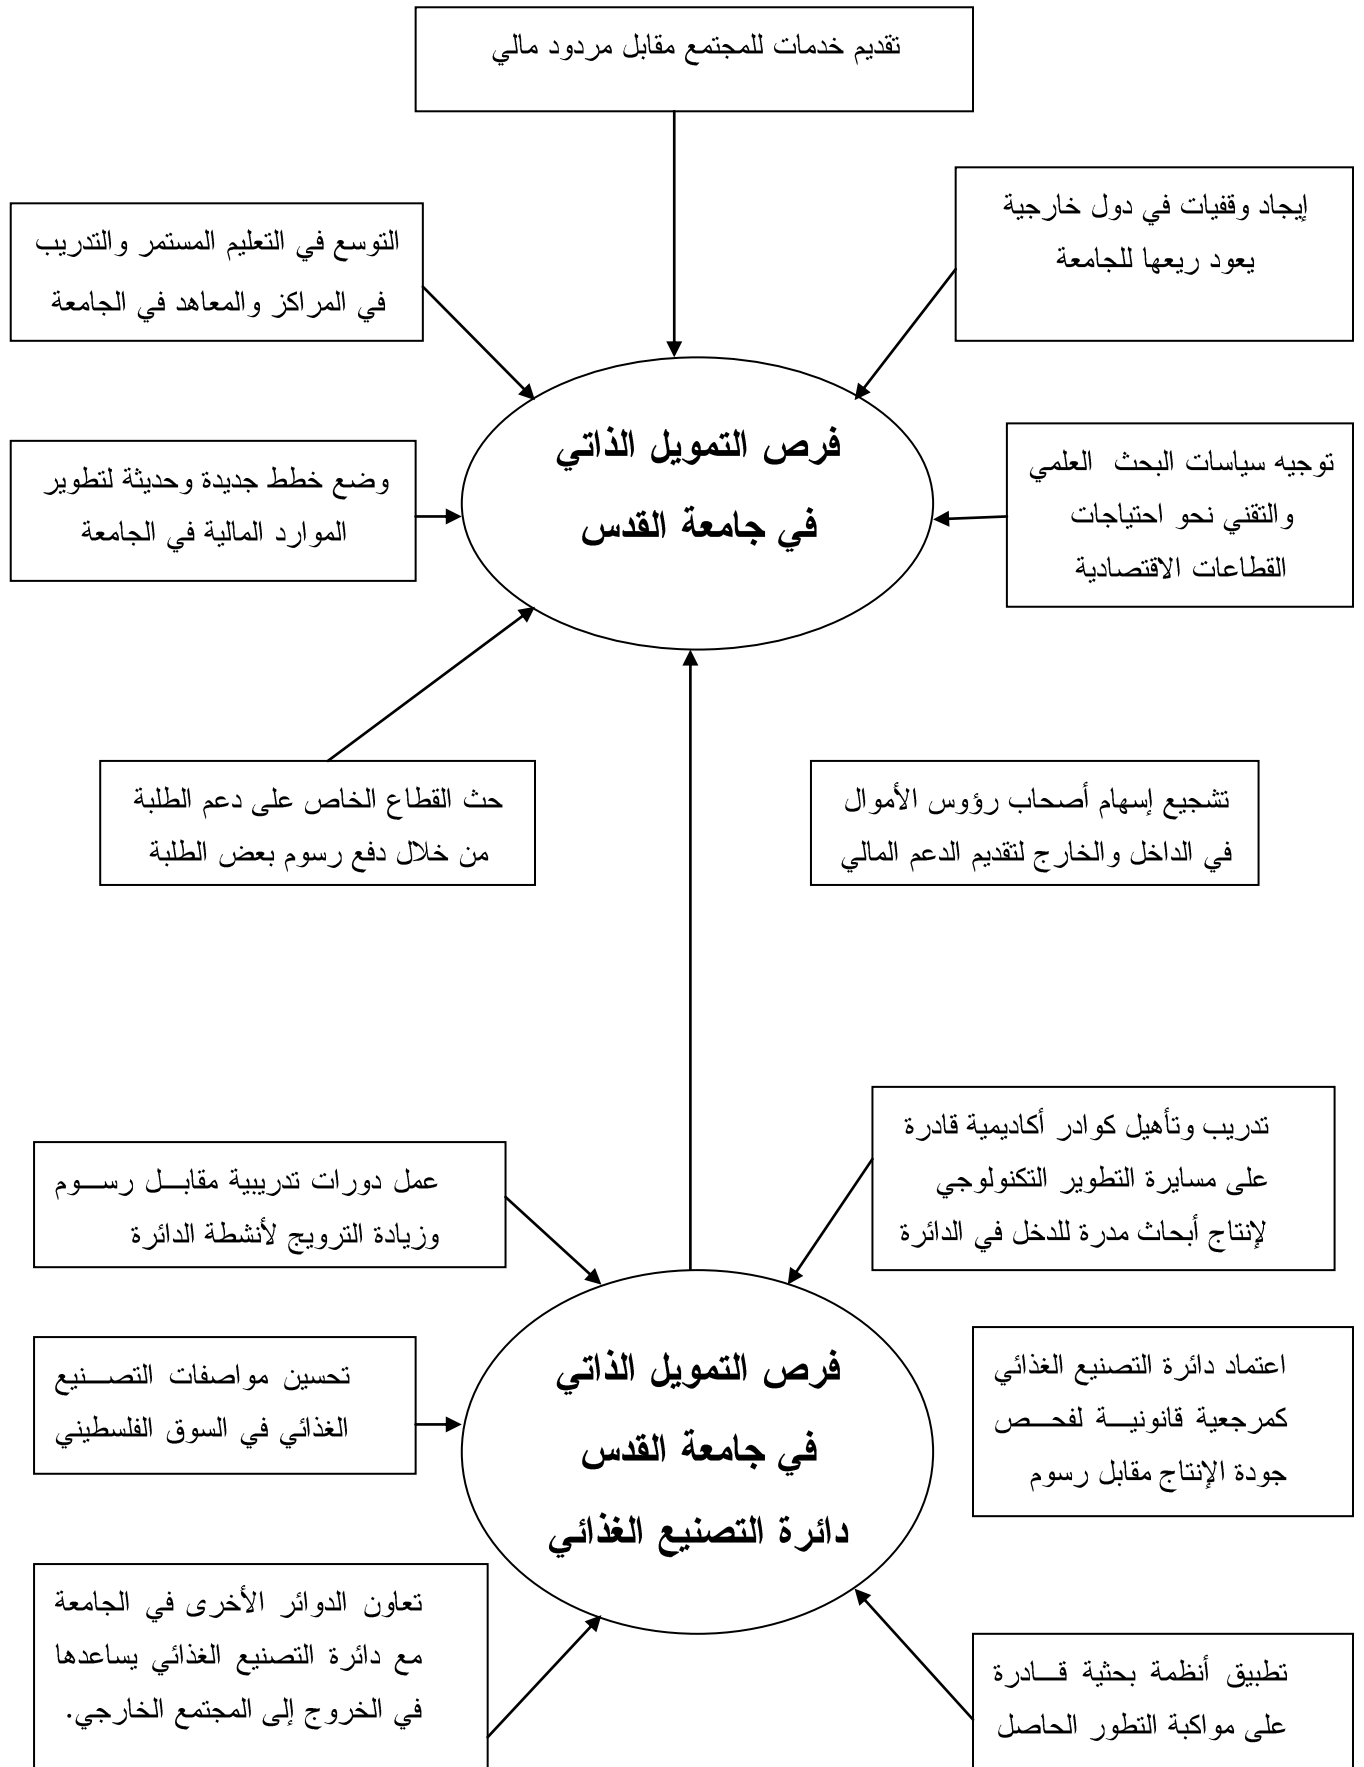 تقديم خدمات للمجتمع مقابل مردود مالي
إيجاد وقفيات في دول خارجية
يعود ريعها للجامعة
التوسع في التعليم المستمر والتدريب
في المراكز والمعاهد في الجامعة
فرص التمويل الذاتي
في جامعة القدس
توجيه سياسات البحث العلمي
والتقني نحو احتياجات
القطاعات الاقتصادية
وضع خطط جديدة وحديثة لتطوير
الموارد المالية في الجامعة
تشجيع إسهام أصحاب رؤوس الأموال
في الداخل والخارج لتقديم الدعم المالي
حث القطاع الخاص على دعم الطلبة
من خلال دفع رسوم بعض الطلبة
تدريب وتأهيل كوادر أكاديمية قادرة
على مسايرة التطوير التكنولوجي
لإنتاج أبحاث مدرة للدخل في الدائرة
عمل دورات تدريبية مقابل رسوم
وزيادة الترويج لأنشطة الدائرة
اعتماد دائرة التصنيع الغذائي
كمرجعية قانونية لفحص
جودة الإنتاج مقابل رسوم
فرص التمويل الذاتي
في جامعة القدس
دائرة التصنيع الغذائي
تحسين مواصفات التصنيع
الغذائي في السوق الفلسطيني
تطبيق أنظمة بحثية قادرة
على مواكبة التطور الحاصل
تعاون الدوائر الأخرى في الجامعة
مع دائرة التصنيع الغذائي يساعدها
في الخروج إلى المجتمع الخارجي.